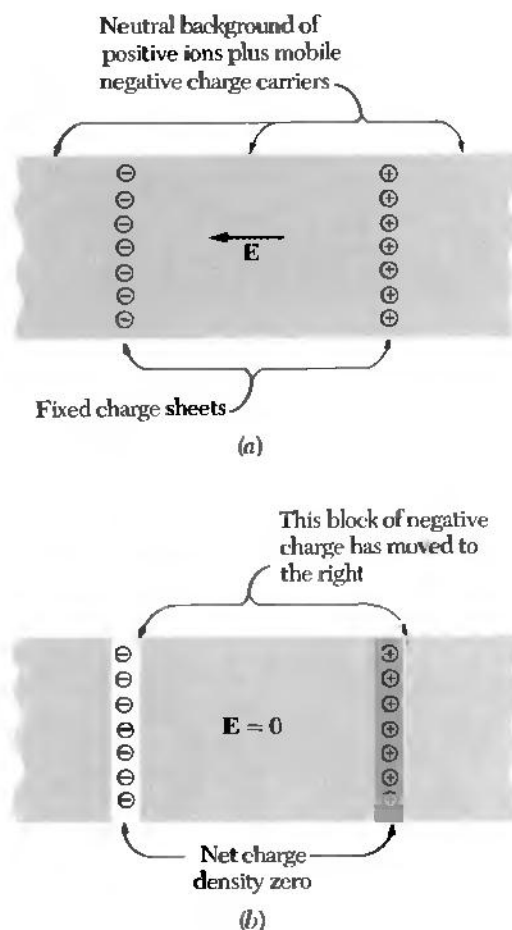 Neutral background of
positive ions plus mobile
negative charge carriers
⊖ ⊕
⊖ ⊕
⊖ ⊕
⊖ ⊕
E
⊖ ⊕
⊖ ⊕
⊖ ⊕
Fixed charge sheets
(a)
This block of negative
charge has moved to
the right
⊖ ⊕
⊖ ⊕
⊖ ⊕
⊖ E = 0 ⊕
⊖ ⊕
⊖ ⊕
⊖ ⊕
Net charge
density zero
(b)